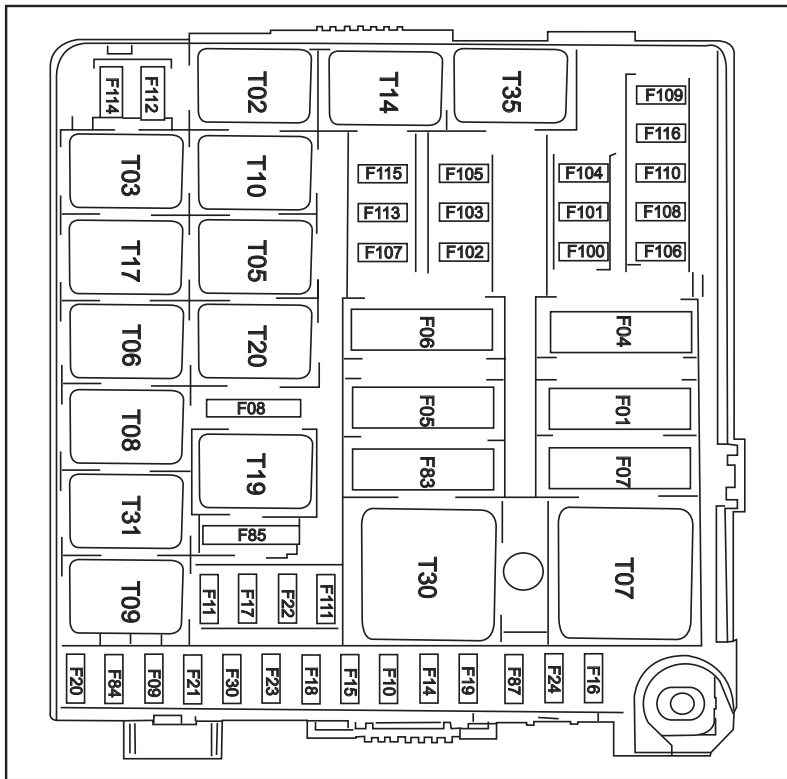 F114 F112 T02 T14 T35 F109
F116
T03 T10 F115 F105 F104 F110
F113 F103 F101 F108
T17 T05 F107 F102 F100 F106
T06 T20 F06 F04
T08 F08 F05 F01
T19 F83 F07
T31 F85
T09 F11 F17 F22 F111 T30 T07
F20 F84 F09 F21 F30 F23 F18 F15 F10 F14 F19 F87 F24 F16